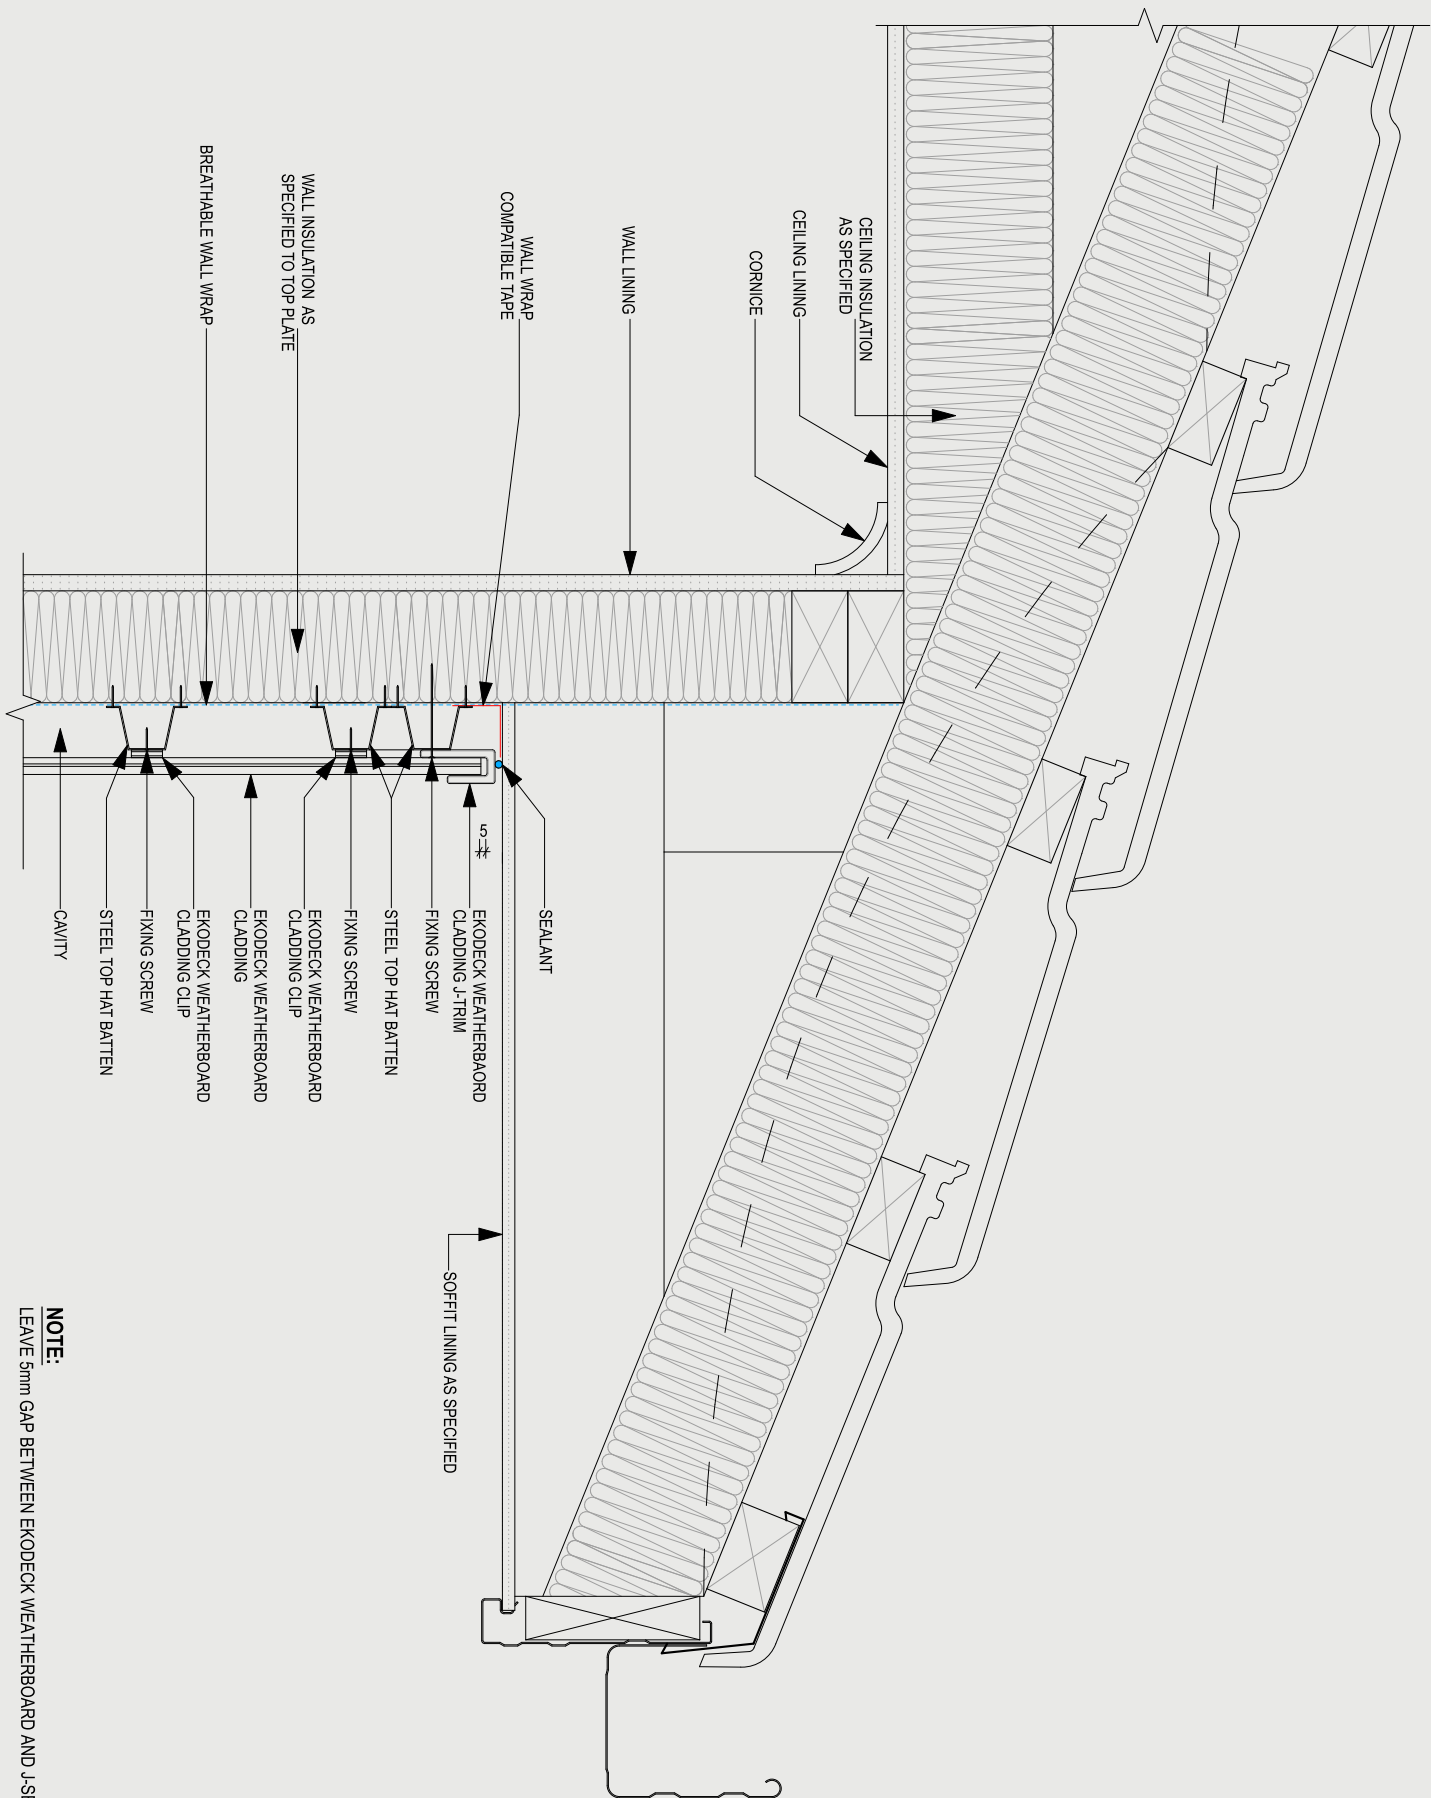 CEILING INSULATION
AS SPECIFIED
CEILING LINING
CORNICE
WALL LINING
WALL WRAP
COMPATIBLE TAPE
WALL INSULATION AS
SPECIFIED TO TOP PLATE
BREATHABLE WALL WRAP
SEALANT
5
EKODECK WEATHERBAORD
CLADDING J-TRIM
FIXING SCREW
STEEL TOP HAT BATTEN
FIXING SCREW
EKODECK WEATHERBOARD
CLADDING CLIP
EKODECK WEATHERBOARD
CLADDING
EKODECK WEATHERBOARD
CLADDING CLIP
FIXING SCREW
STEEL TOP HAT BATTEN
CAVITY
SOFFIT LINING AS SPECIFIED
NOTE:
LEAVE 5mm GAP BETWEEN EKODECK WEATHERBOARD AND